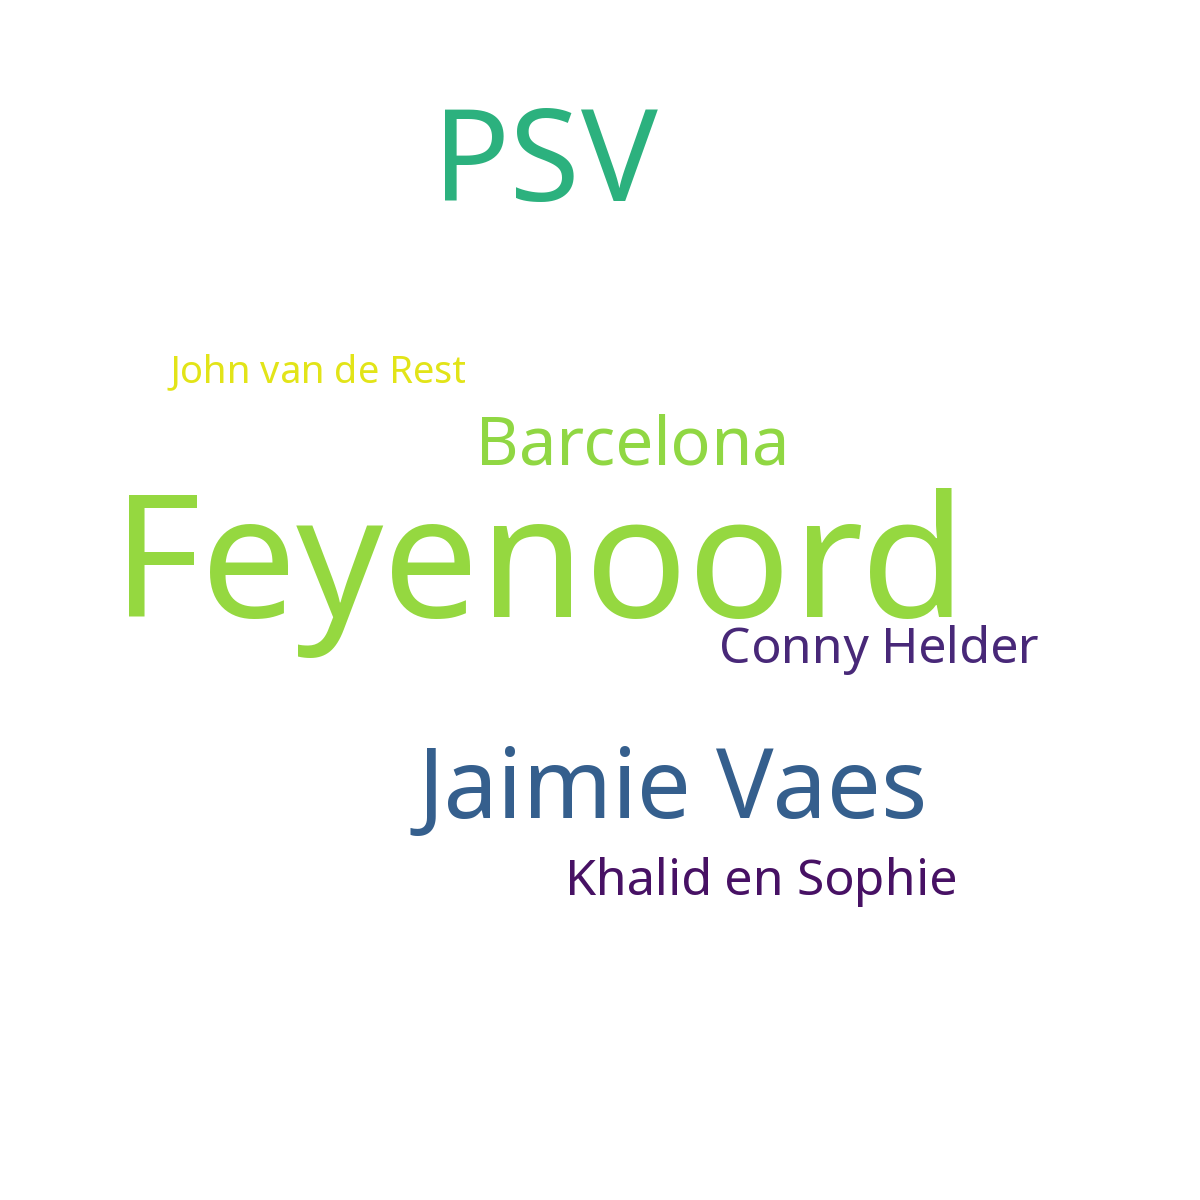 PSV
John van de Rest
Barcelona
Feyenoord
Conny Helder
Jaimie Vaes
Khalid en Sophie